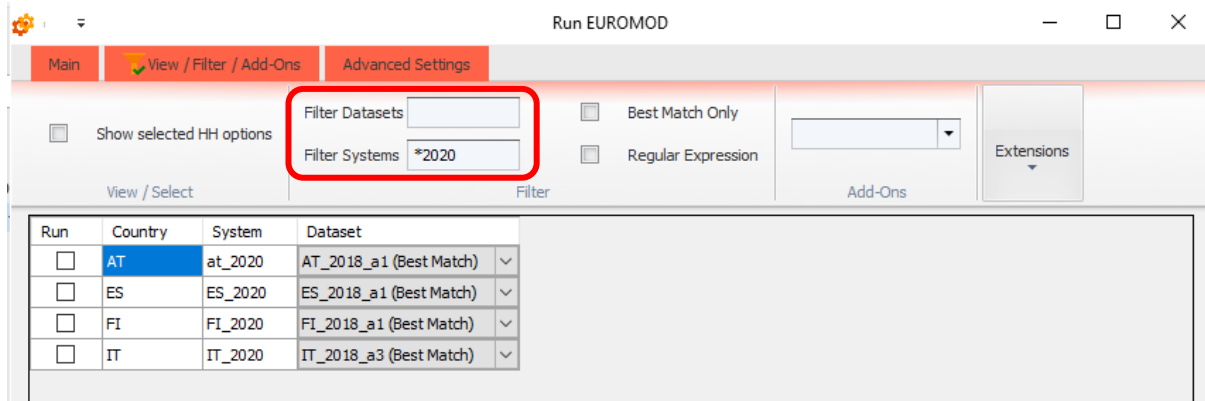 Run EUROMOD
Main View / Filter / Add-Ons Advanced Settings
Filter Datasets Best Match Only
Show selected HH options
Filter Systems *2020 Regular Expression
Extensions
View / Select Filter Add-Ons
Run Country System Dataset
AT at_2020 AT_2018_a1 (Best Match)
ES ES_2020 ES_2018_a1 (Best Match)
FI FI_2020 FI_2018_a1 (Best Match)
IT IT_2020 IT_2018_a3 (Best Match)